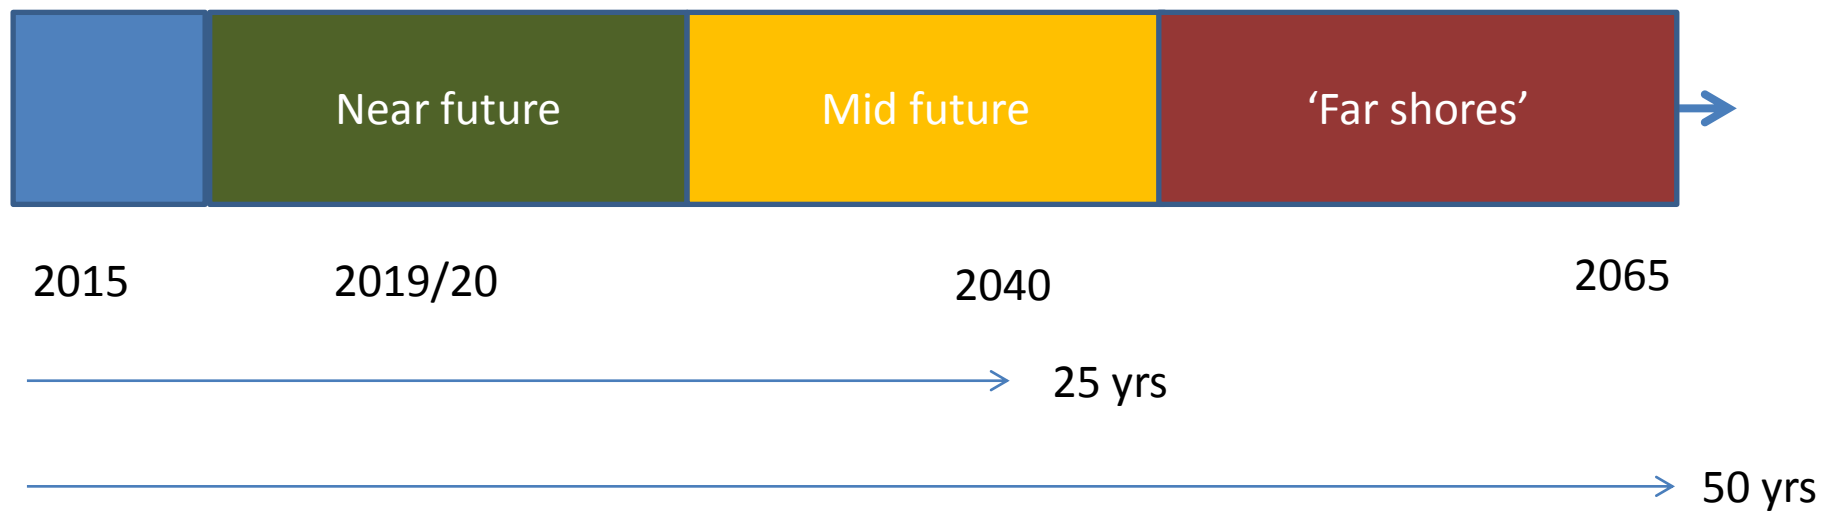 Near future
Mid future
‘Far shores’
2015
2019/20
2040
2065
25 yrs
50 yrs